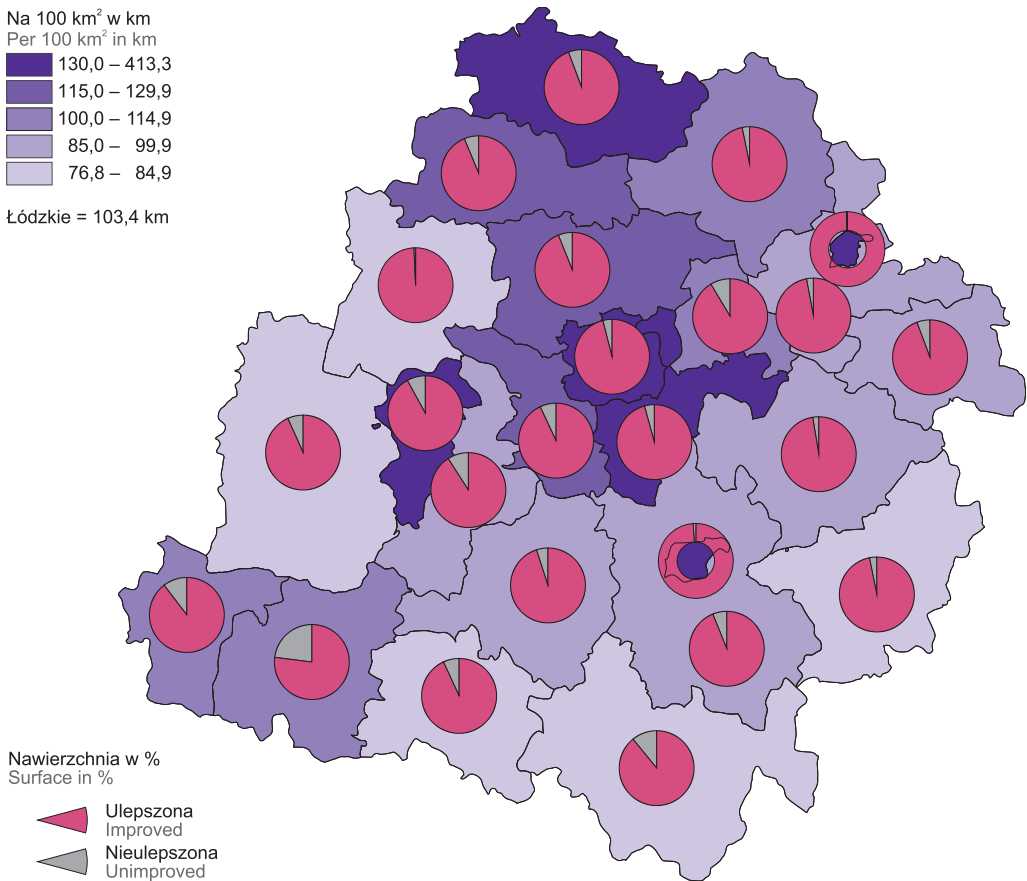 Na 100 km² w km
Per 100 km² in km
130,0 – 413,3
115,0 – 129,9
100,0 – 114,9
85,0 – 99,9
76,8 – 84,9
Łódzkie = 103,4 km
Nawierzchnia w %
Surface in %
Ulepszona
Improved
Nieulepszona
Unimproved